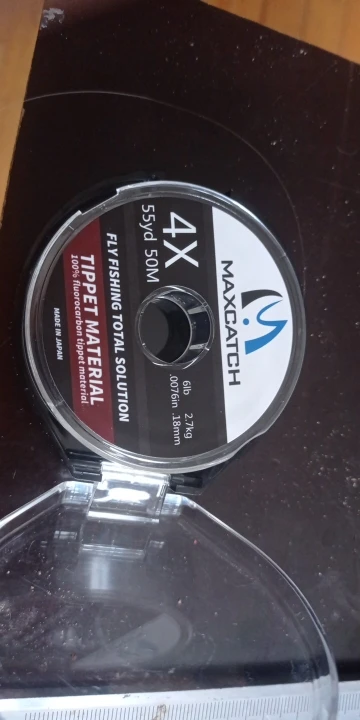 MAXCATCH
4X
55yd 50M
6lb 2.7kg
.0076in .18mm
FLY FISHING TOTAL SOLUTION
TIPPET MATERIAL
100% fluorocarbon tippet material
MADE IN JAPAN